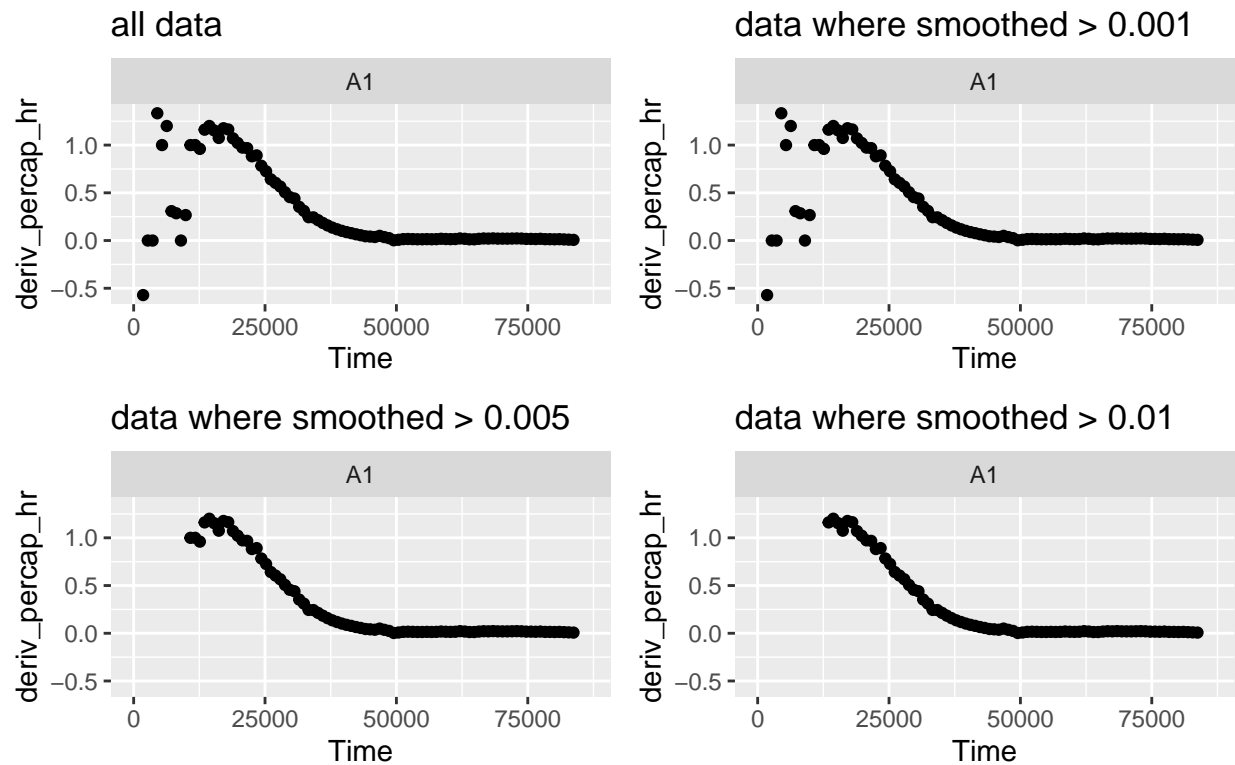 all data
A1
deriv_percap_hr
1.0
0.5
0.0
−0.5
0
25000
50000
75000
Time
data where smoothed > 0.001
A1
deriv_percap_hr
1.0
0.5
0.0
−0.5
0
25000
50000
75000
Time
data where smoothed > 0.005
A1
deriv_percap_hr
1.0
0.5
0.0
−0.5
0
25000
50000
75000
Time
data where smoothed > 0.01
A1
deriv_percap_hr
1.0
0.5
0.0
−0.5
0
25000
50000
75000
Time